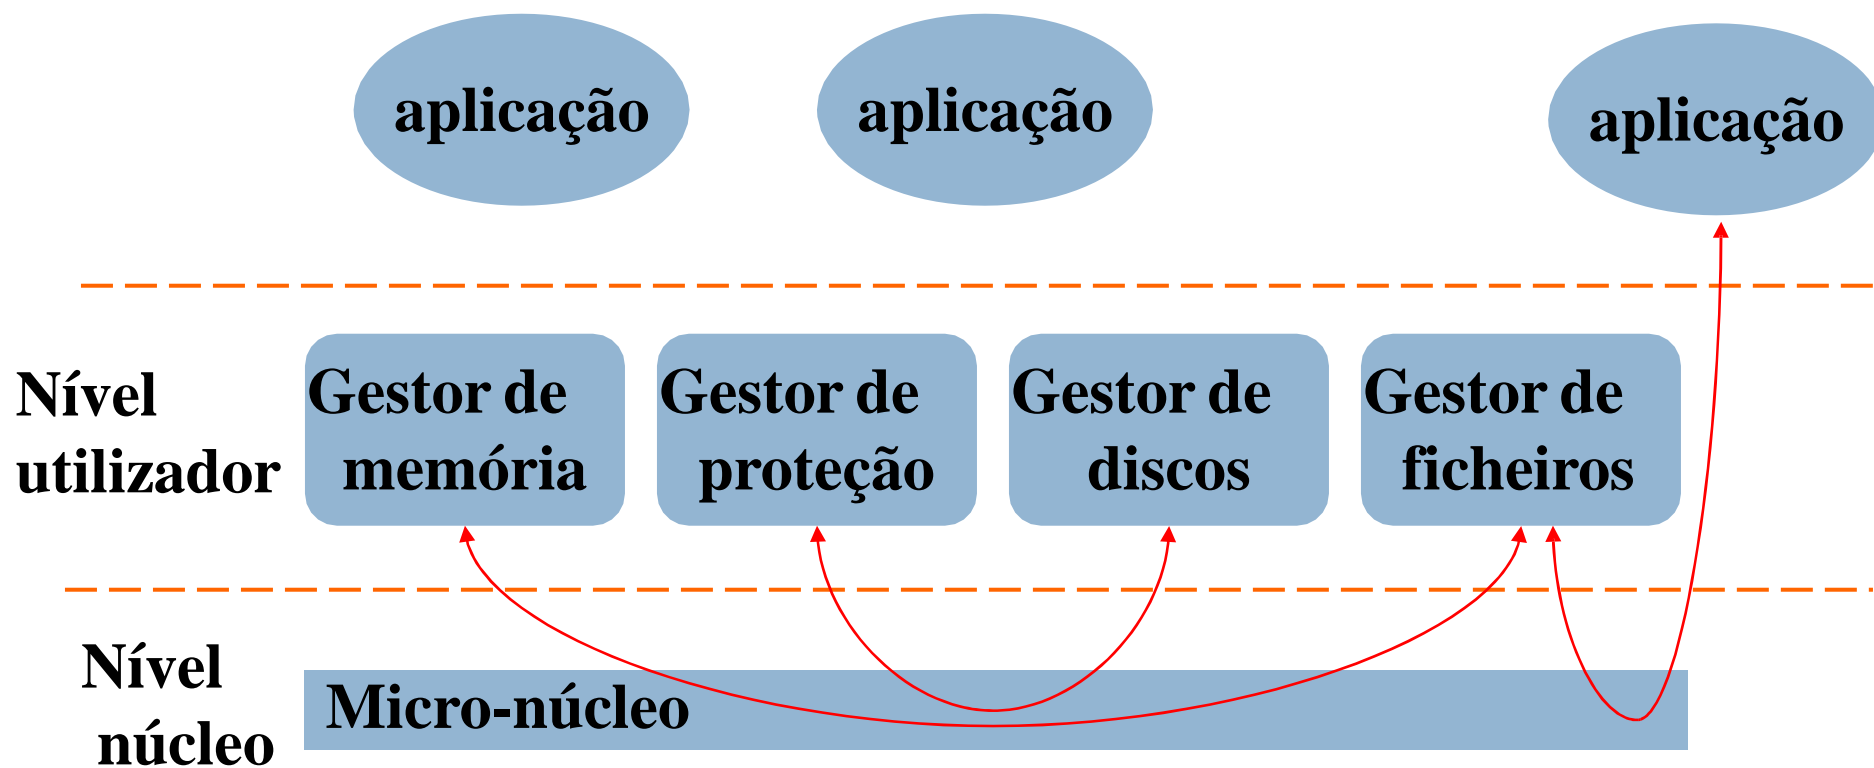 aplicação
aplicação
aplicação
Nível
utilizador
Gestor de
memória
Gestor de
proteção
Gestor de
discos
Gestor de
ficheiros
Nível
núcleo
Micro-núcleo